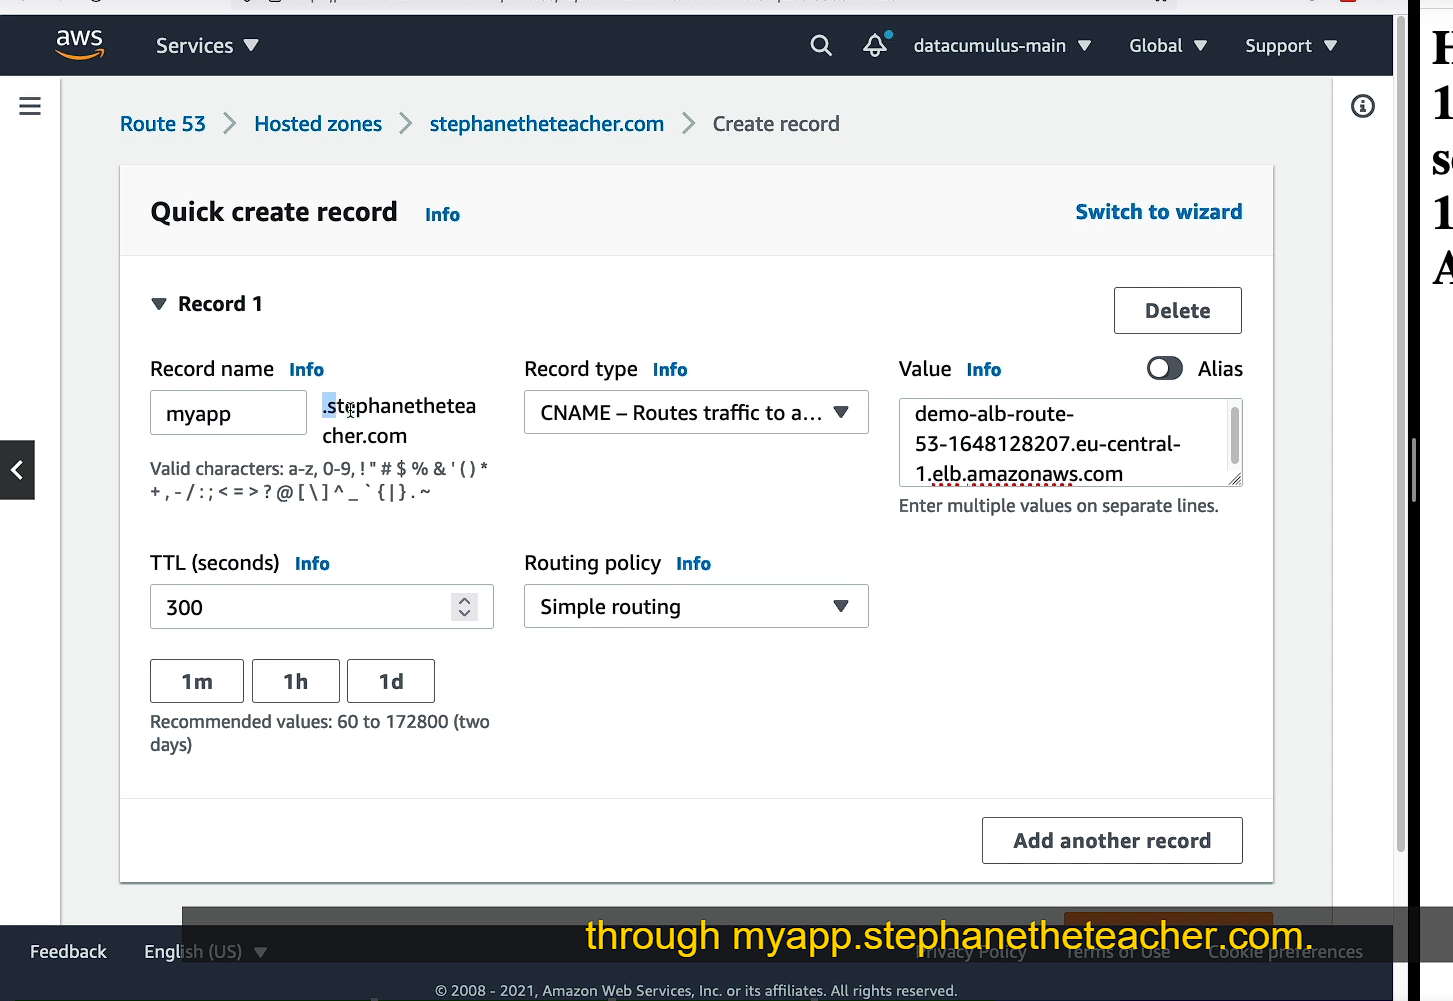 aws
Services
datacumulus-main
Global
Support
Route 53
Hosted zones
stephanetheteacher.com
Create record
Quick create record
Info
Switch to wizard
Record 1
Delete
Record name Info
myapp
.stephanethetea
cher.com
Valid characters: a-z, 0-9, ! " # $ % & ' ( ) *
+ , - / : ; < = > ? @ [ \ ] ^ _ ` { | } . ~
Record type Info
CNAME – Routes traffic to a...
Value Info
Alias
demo-alb-route-
53-1648128207.eu-central-
1.elb.amazonaws.com
Enter multiple values on separate lines.
TTL (seconds) Info
300
Routing policy Info
Simple routing
1m
1h
1d
Recommended values: 60 to 172800 (two
days)
Add another record
through myapp.stephanetheteacher.com.
Feedback
English (US)
Privacy Policy
Terms of Use
Cookie preferences
© 2008 - 2021, Amazon Web Services, Inc. or its affiliates. All rights reserved.